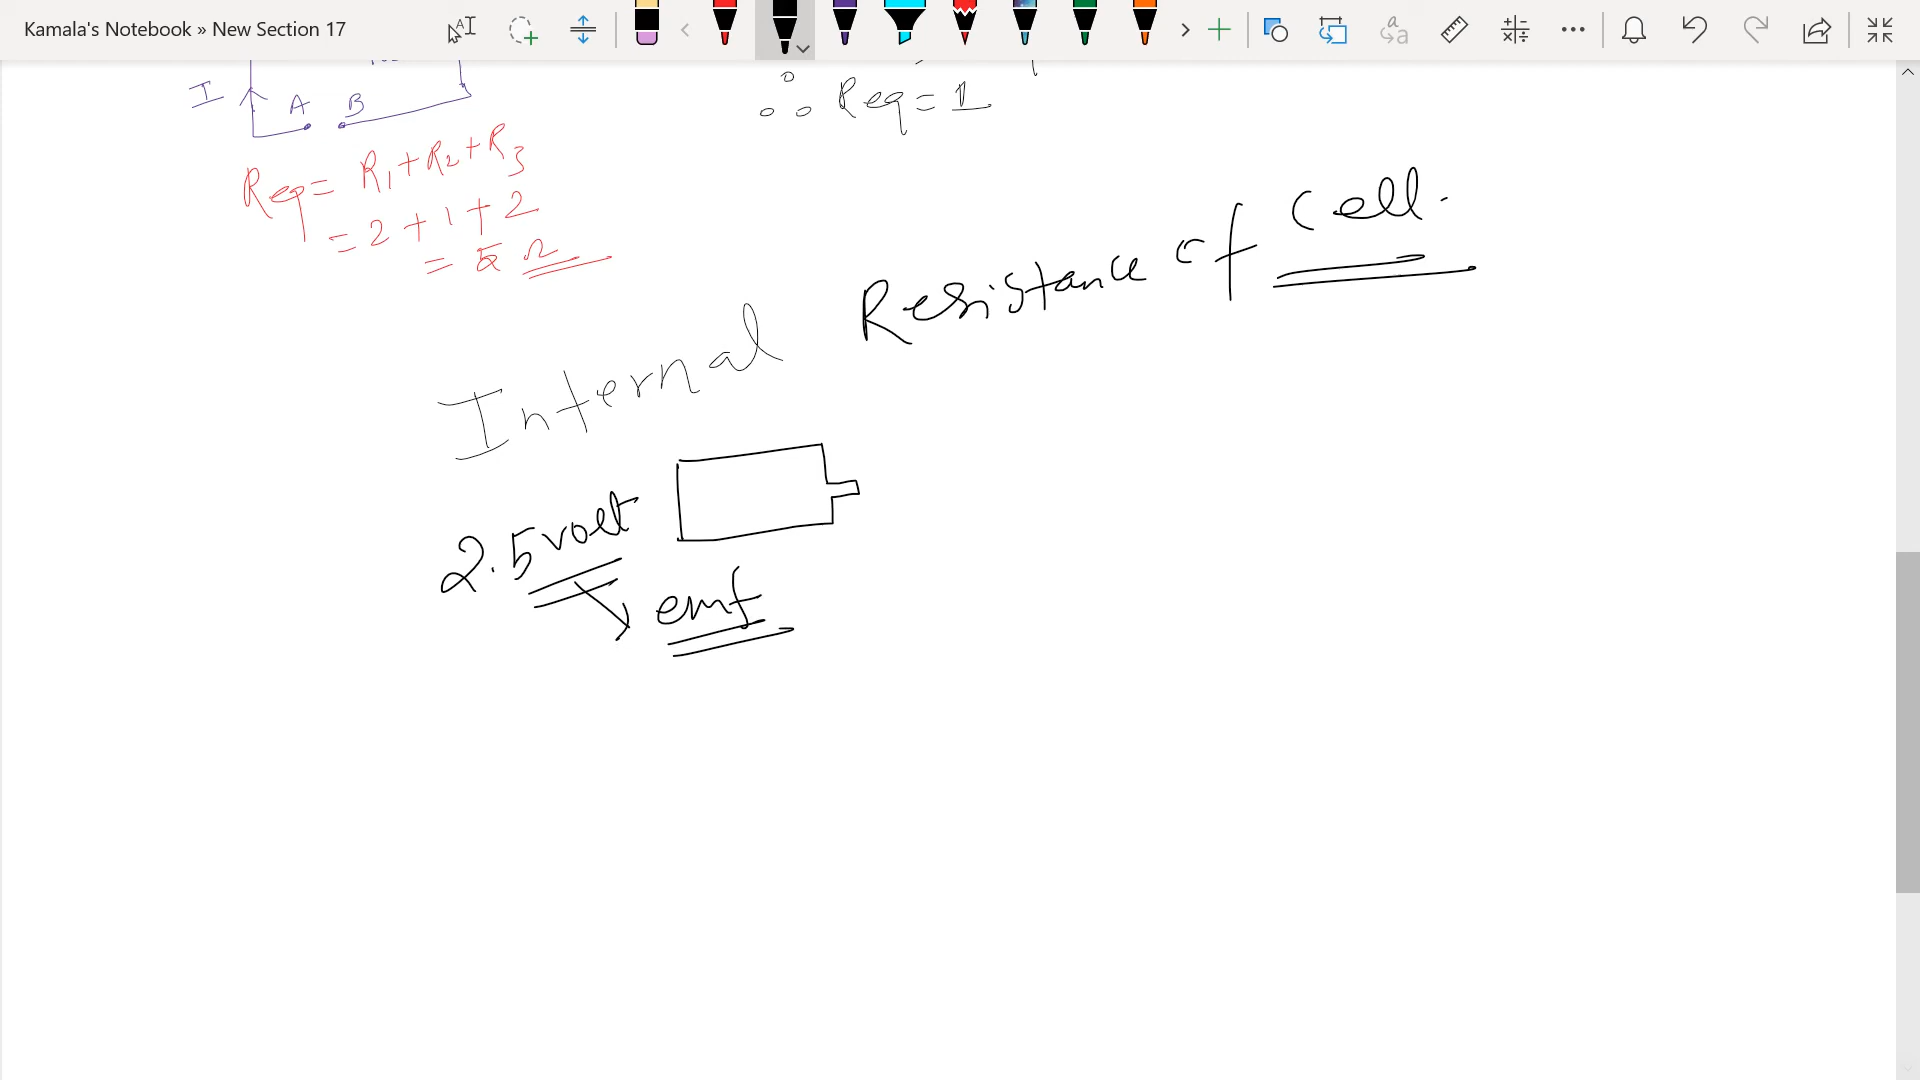 Kamala's Notebook » New Section 17
I
A B
Req = R1 + R2 + R3
= 2 + 1 + 2
= 5 Ω
∴ Req = 1
Internal Resistance of Cell.
2.5 volt
emf